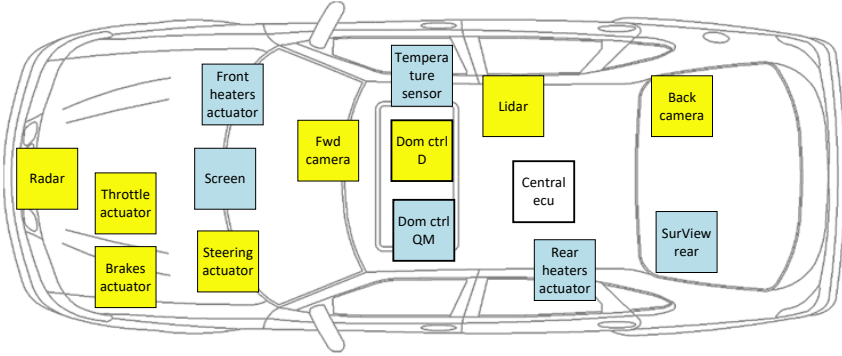 Front
heaters
actuator
Tempera
ture
sensor
Lidar
Back
camera
Radar
Throttle
actuator
Screen
Fwd
camera
Dom ctrl
D
Central
ecu
Brakes
actuator
Steering
actuator
Dom ctrl
QM
Rear
heaters
actuator
SurView
rear